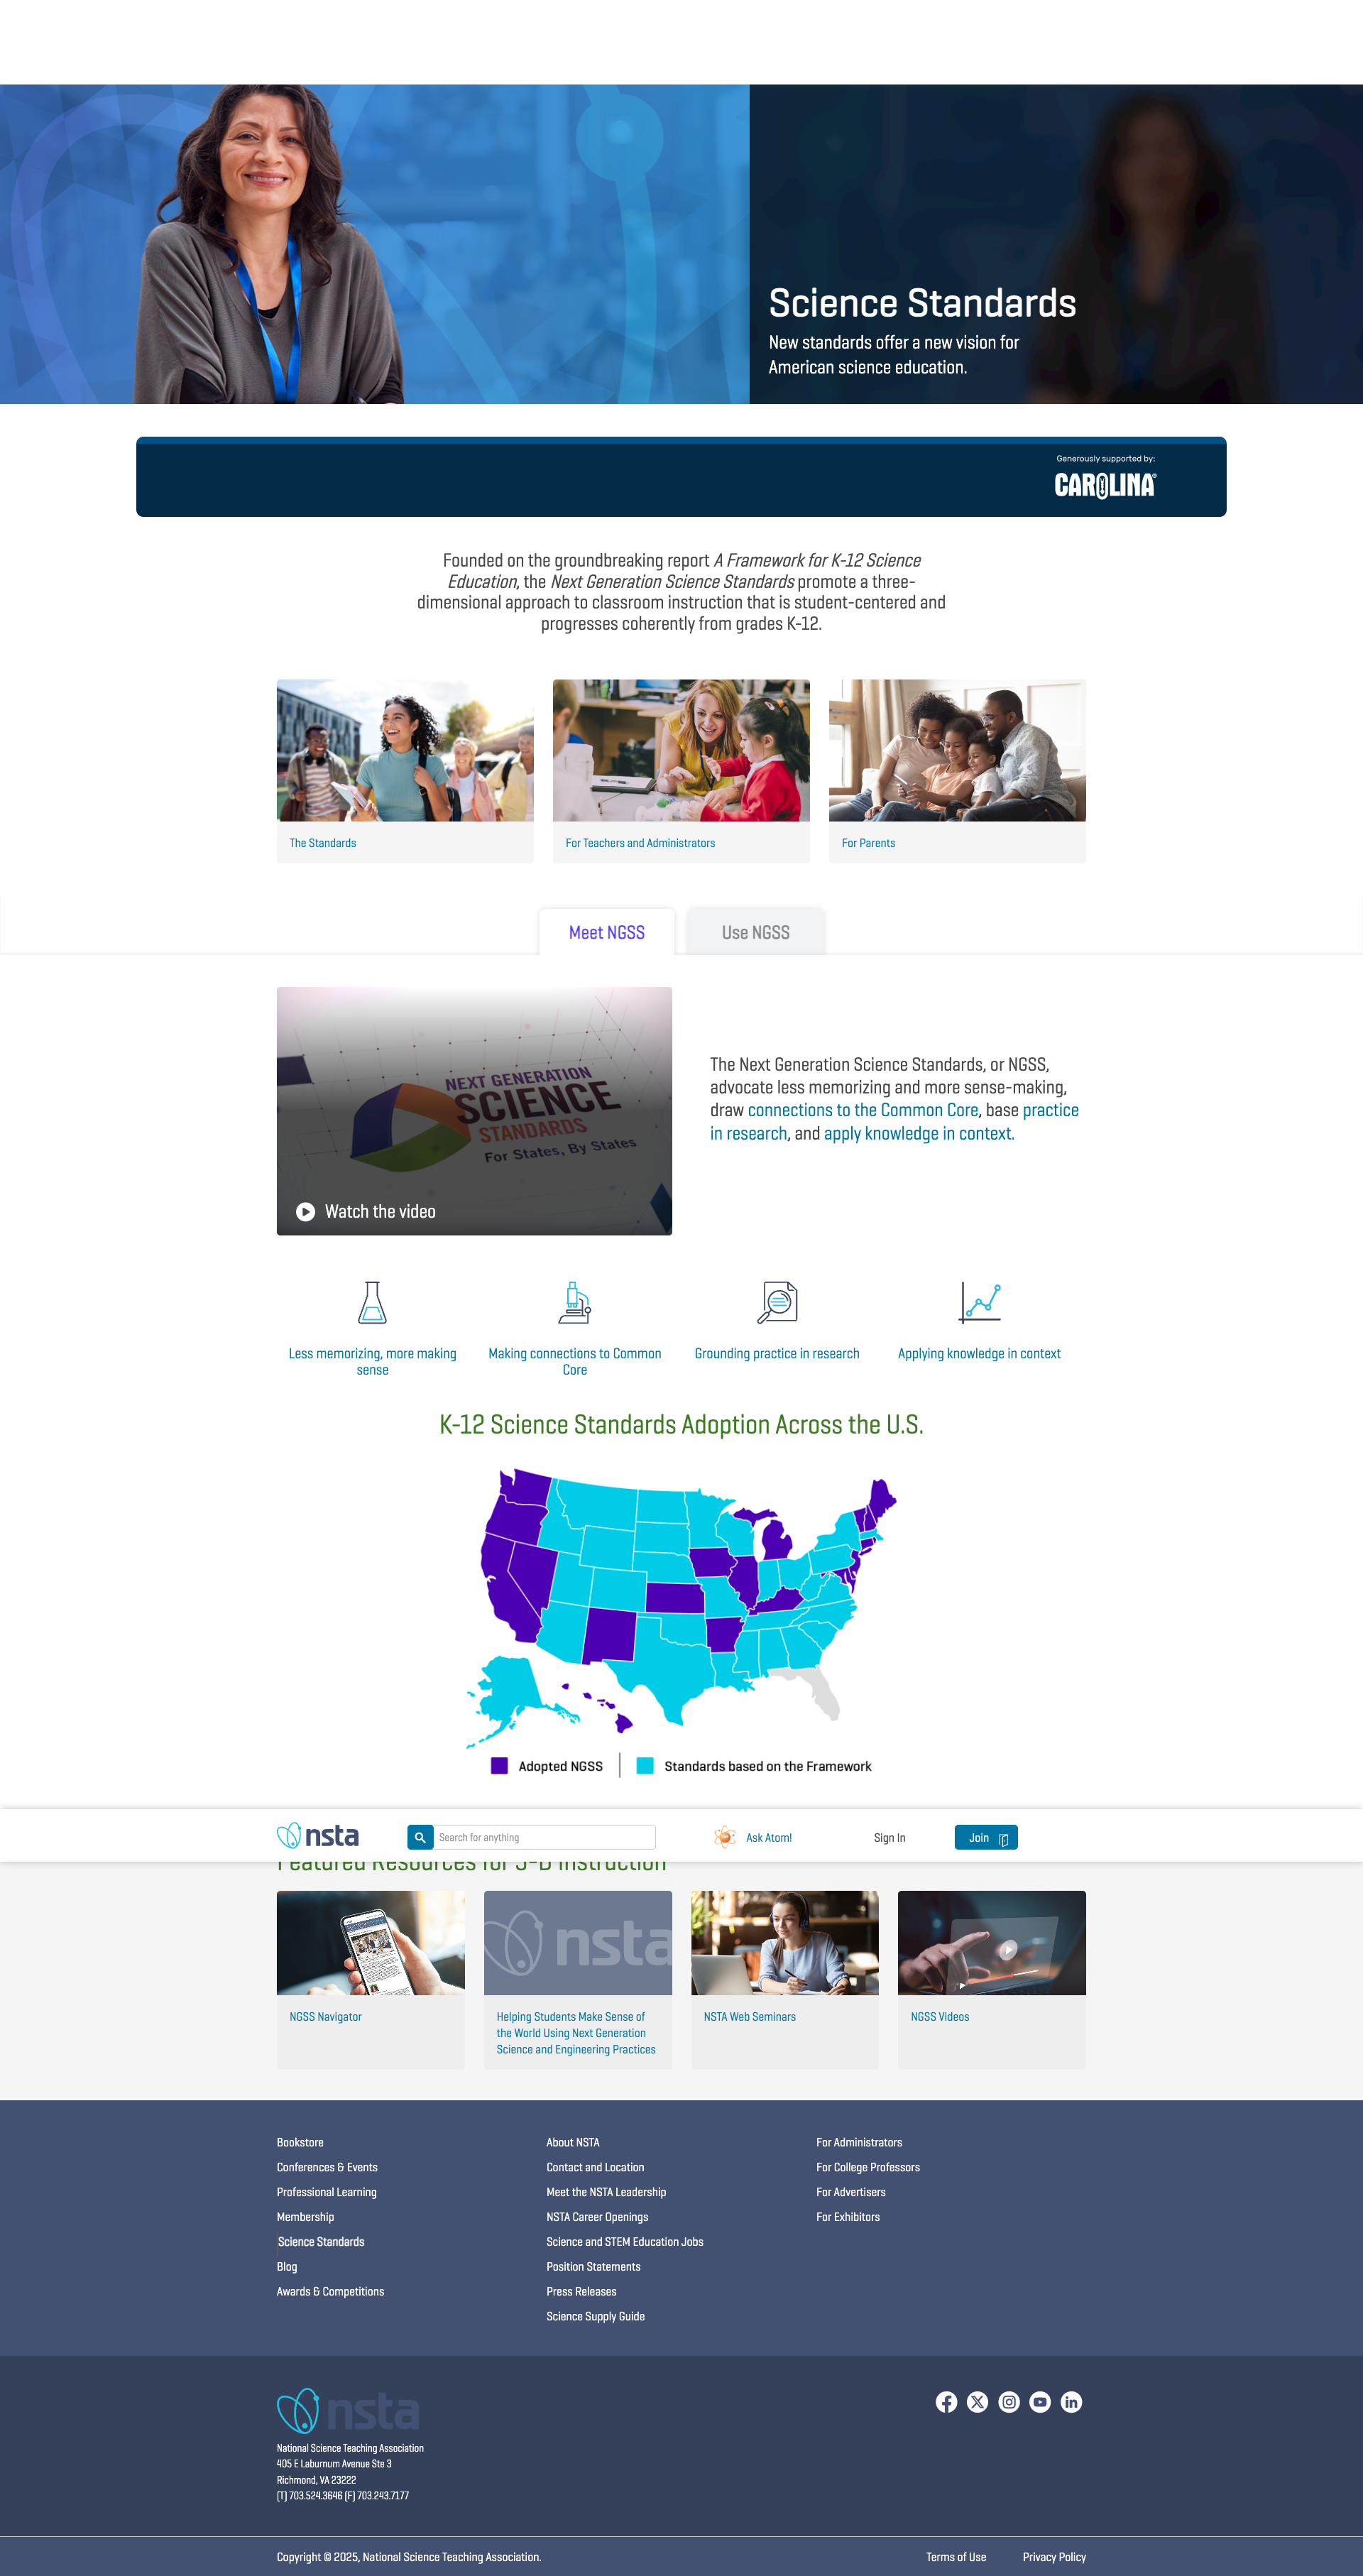 Science Standards
New standards offer a new vision for
American science education.
Generously supported by:
CAROLINA®
Founded on the groundbreaking report A Framework for K-12 Science
Education, the Next Generation Science Standards promote a three-
dimensional approach to classroom instruction that is student-centered and
progresses coherently from grades K-12.
The Standards
For Teachers and Administrators
For Parents
Meet NGSS
Use NGSS
NEXT GENERATION
SCIENCE
STANDARDS
For States, By States
Watch the video
The Next Generation Science Standards, or NGSS,
advocate less memorizing and more sense-making,
draw connections to the Common Core, base practice
in research, and apply knowledge in context.
Less memorizing, more making
sense
Making connections to Common
Core
Grounding practice in research
Applying knowledge in context
K-12 Science Standards Adoption Across the U.S.
Adopted NGSS
Standards based on the Framework
nsta
Search for anything
Ask Atom!
Sign In
Join
Featured Resources for 3-D Instruction
nsta
NGSS Navigator
Helping Students Make Sense of
the World Using Next Generation
Science and Engineering Practices
NSTA Web Seminars
NGSS Videos
Bookstore
Conferences & Events
Professional Learning
Membership
Science Standards
Blog
Awards & Competitions
About NSTA
Contact and Location
Meet the NSTA Leadership
NSTA Career Openings
Science and STEM Education Jobs
Position Statements
Press Releases
Science Supply Guide
For Administrators
For College Professors
For Advertisers
For Exhibitors
nsta
National Science Teaching Association
405 E Laburnum Avenue Ste 3
Richmond, VA 23222
(T) 703.524.3646 (F) 703.243.7177
Copyright © 2025, National Science Teaching Association.
Terms of Use
Privacy Policy